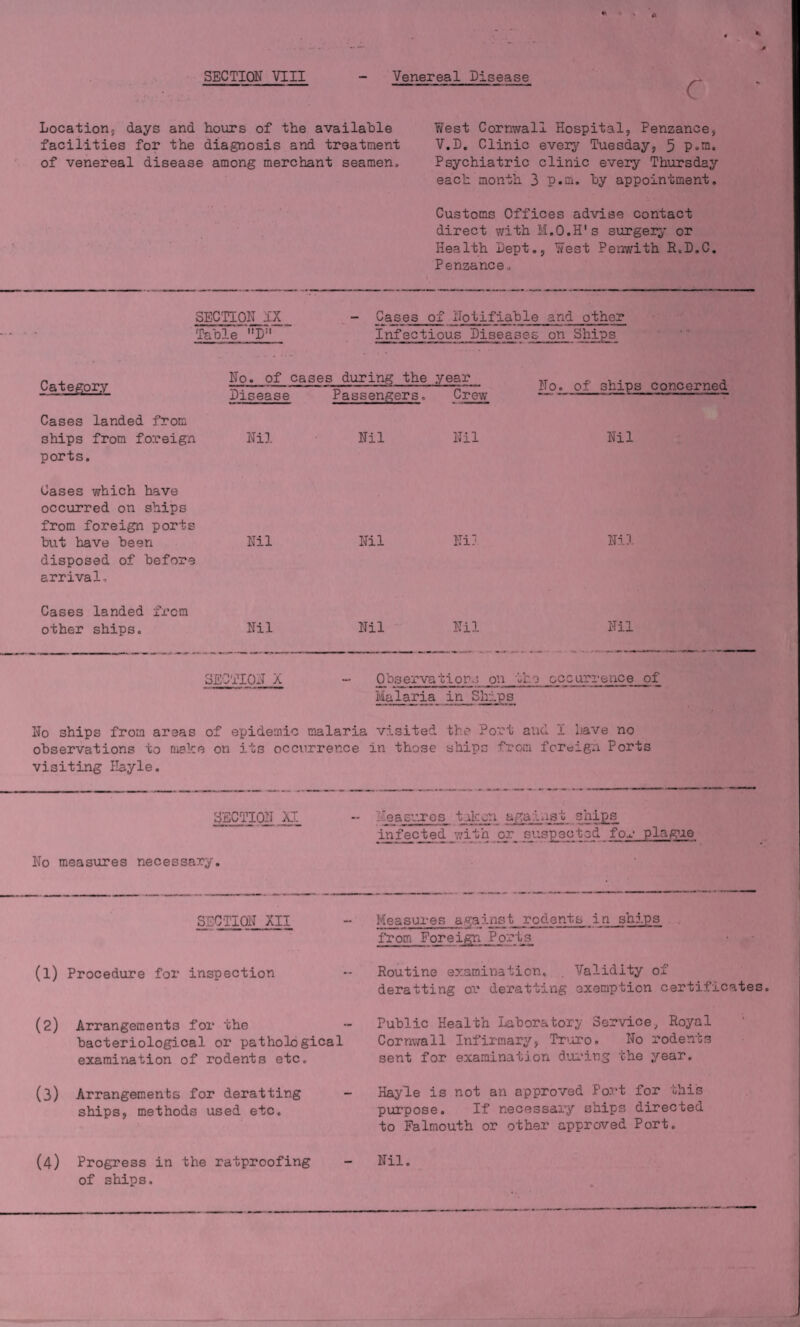 SECTION VIII - Venereal Disease
C
Location, days and hours of the available
facilities for the diagnosis and treatment
of venereal disease among merchant seamen.
West Cornwall Hospital, Penzance,
V.D. Clinic every Tuesday, 5 p.m.
Psychiatric clinic every Thursday
each month 3 p.m. by appointment.
Customs Offices advise contact
direct with M.O.H's surgery or
Health Dept., West Penwith R.D.C.
Penzance.
SECTION IX - Cases of Notifiable and other
Table "D" Infectious Diseases on Ships
Category No. of cases during the year No. of ships concerned
Disease Passengers. Crew
Cases landed from
ships from foreign Nil Nil Nil Nil
ports.
Cases which have
occurred on ships
from foreign ports
but have been Nil Nil Nil Nil
disposed of before
arrival.
Cases landed from
other ships. Nil Nil Nil Nil
SECTION X - Observations on the occurrence of
Malaria in Ships
No ships from areas of epidemic malaria visited the Port and I have no
observations to make on its occurrence in those ships from foreign Ports
visiting Hayle.
SECTION XI - Measures taken against ships
infected with or suspected for plague
No measures necessary.
SECTION XII - Measures against rodents in ships
from Foreign Ports
(1) Procedure for inspection - Routine examination. Validity of
deratting or deratting exemption certificates.
(2) Arrangements for the - Public Health Laboratory Service, Royal
bacteriological or pathological Cornwall Infirmary, Truro. No rodents
examination of rodents etc. sent for examination during the year.
(3) Arrangements for deratting - Hayle is not an approved Port for this
ships, methods used etc. purpose. If necessary ships directed
to Falmouth or other approved Port.
(4) Progress in the ratproofing - Nil.
of ships.